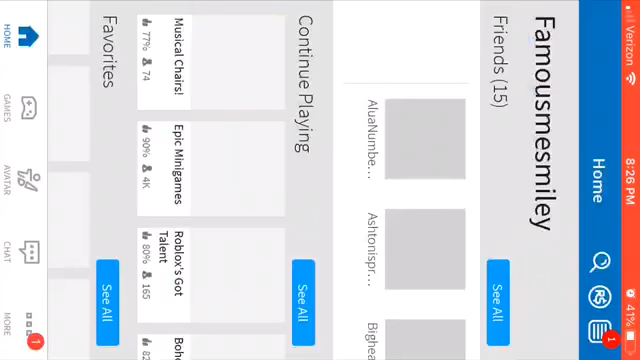 Verizon 8:26 PM 41%
Home
R$
1
Famousmesmiley
Friends (15)
See All
AluaNumbe...
Ashtonispr...
Continue Playing
See All
Musical Chairs!
77% 74
Epic Minigames
90% 4K
Roblox's Got
Talent
80% 165
Favorites
See All
HOME
GAMES
AVATAR
CHAT
MORE
1